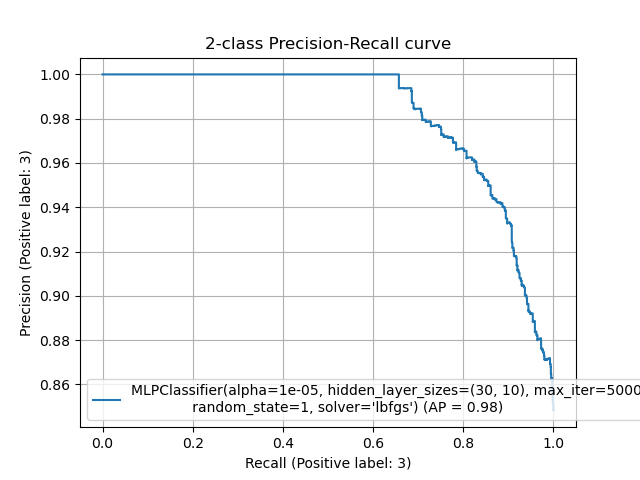 2-class Precision-Recall curve
1.00
0.98
0.96
0.94
0.92
0.90
0.88
0.86
Precision (Positive label: 3)
MLPClassifier(alpha=1e-05, hidden_layer_sizes=(30, 10), max_iter=5000
random_state=1, solver='lbfgs') (AP = 0.98)
0.0 0.2 0.4 0.6 0.8 1.0
Recall (Positive label: 3)